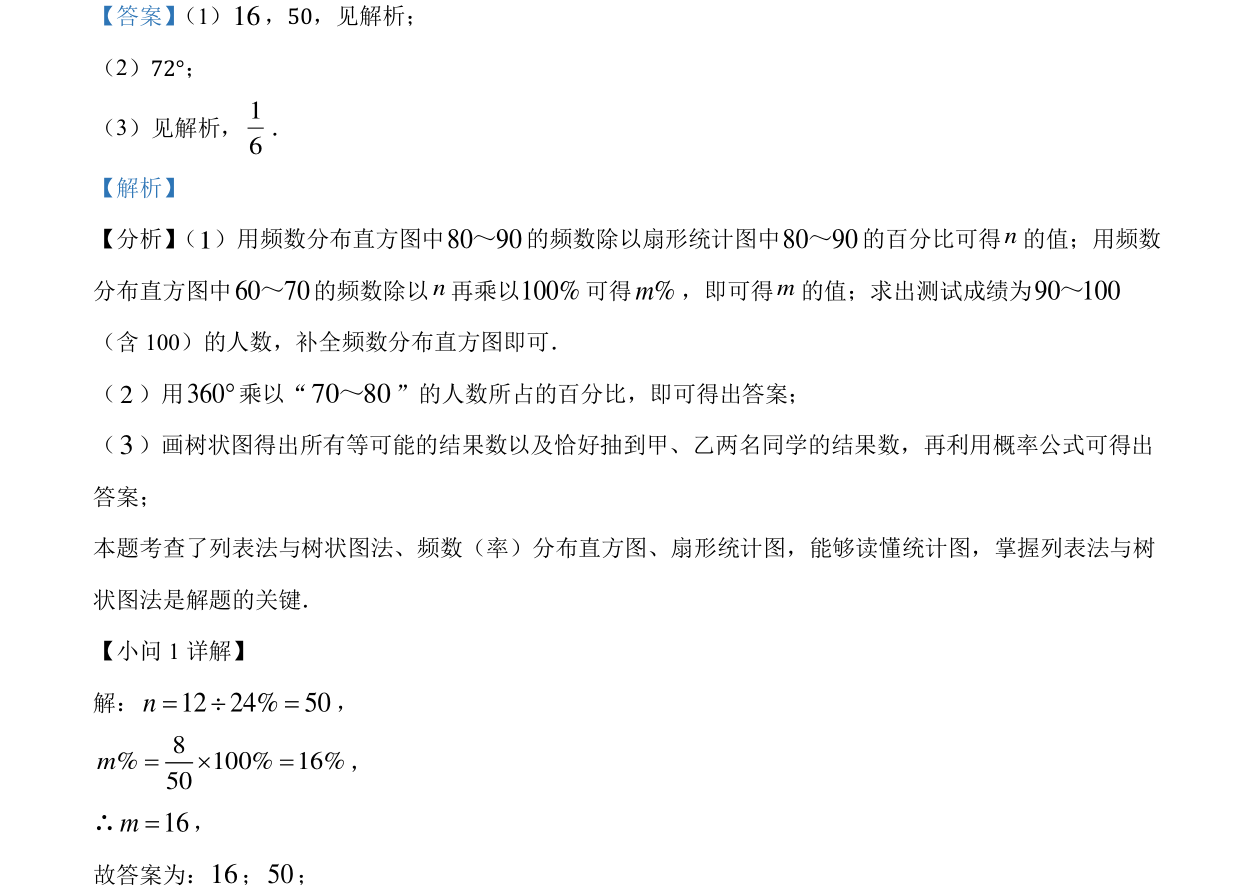 【答案】（1）16，50，见解析；
（2）72°；
（3）见解析，1/6．
【解析】
【分析】（1）用频数分布直方图中80～90的频数除以扇形统计图中80～90的百分比可得n的值；用频数
分布直方图中60～70的频数除以n再乘以100%可得m%，即可得m的值；求出测试成绩为90～100
（含 100）的人数，补全频数分布直方图即可．
（2）用360°乘以“70～80”的人数所占的百分比，即可得出答案；
（3）画树状图得出所有等可能的结果数以及恰好抽到甲、乙两名同学的结果数，再利用概率公式可得出
答案；
本题考查了列表法与树状图法、频数（率）分布直方图、扇形统计图，能够读懂统计图，掌握列表法与树
状图法是解题的关键．
【小问 1 详解】
解：n＝12÷24%＝50，
m%＝8/50×100%＝16%，
∴m＝16，
故答案为：16；50；